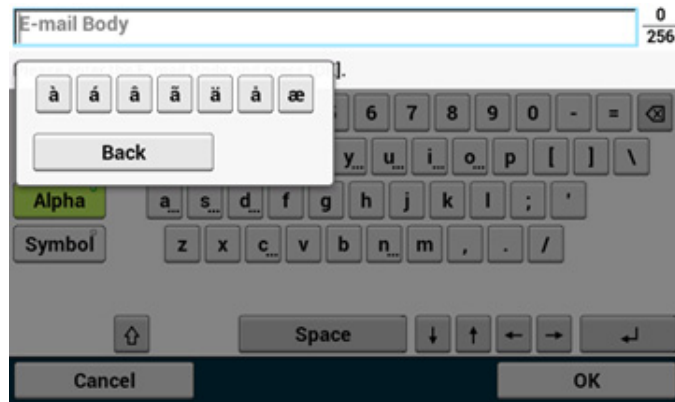 E-mail Body
0
256
].
à á â ã ä å æ
6 7 8 9 0 - =
Back
y... u... i... o... p [ ] \
Alpha a... s... d... f g h j k l ; '
Symbol z x c... v b n... m , . /
Space ↓ ↑ ← →
Cancel OK